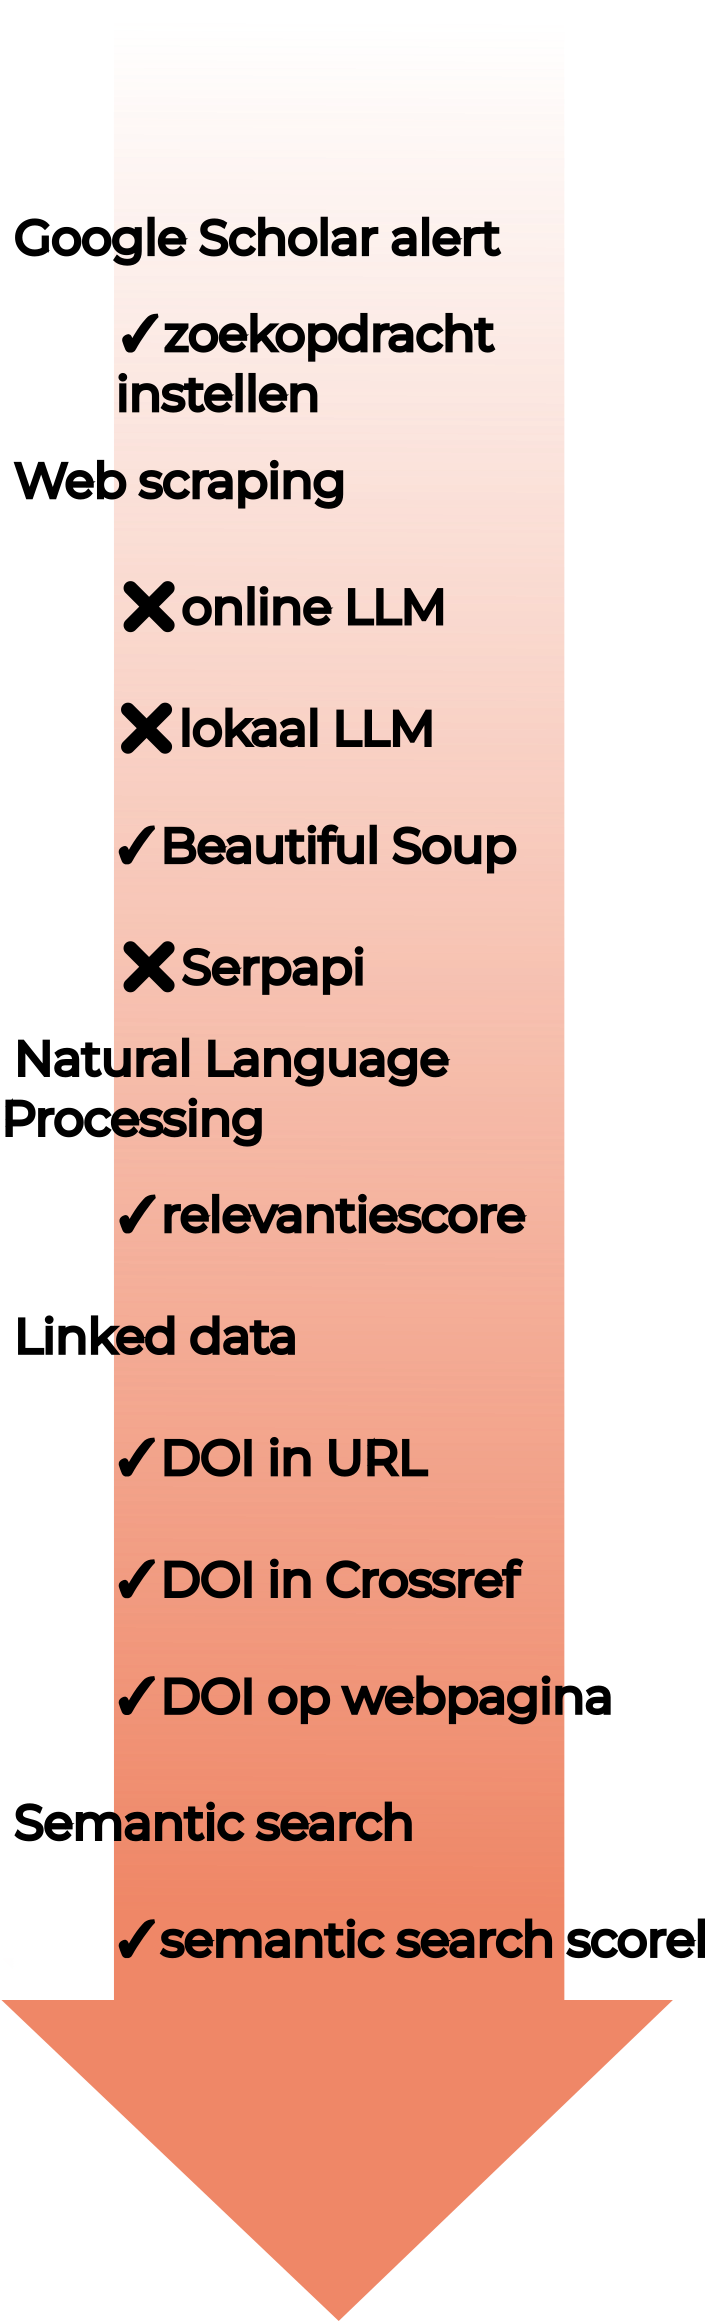 Google Scholar alert
✓zoekopdracht
instellen
Web scraping
❌online LLM
❌lokaal LLM
✓Beautiful Soup
❌Serpapi
Natural Language
Processing
✓relevantiescore
Linked data
✓DOI in URL
✓DOI in Crossref
✓DOI op webpagina
Semantic search
✓semantic search scorel